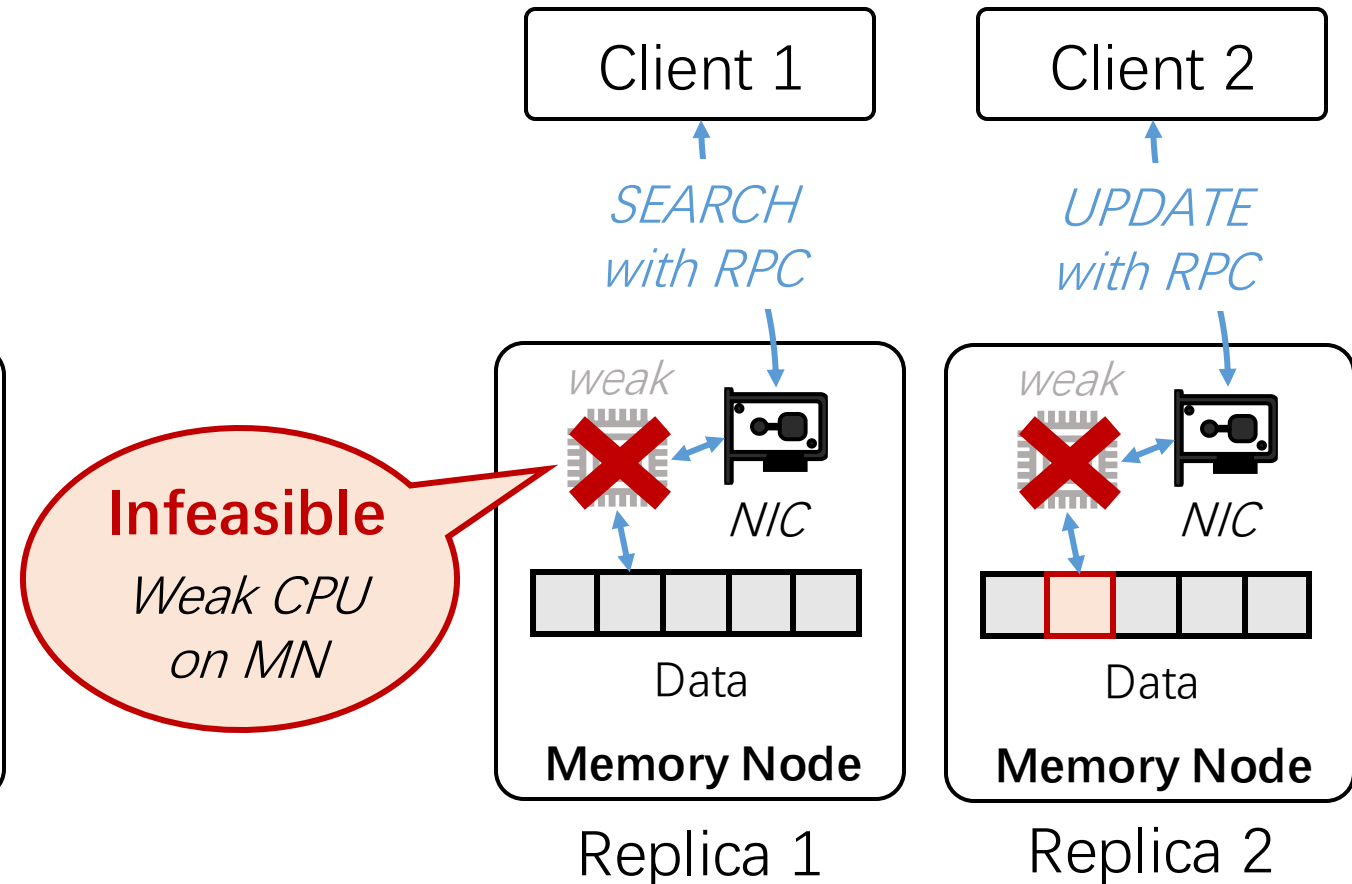 Client 1
Client 2
SEARCH
with RPC
UPDATE
with RPC
weak
weak
NIC
NIC
Infeasible
Weak CPU
on MN
Data
Data
Memory Node
Memory Node
Replica 1
Replica 2